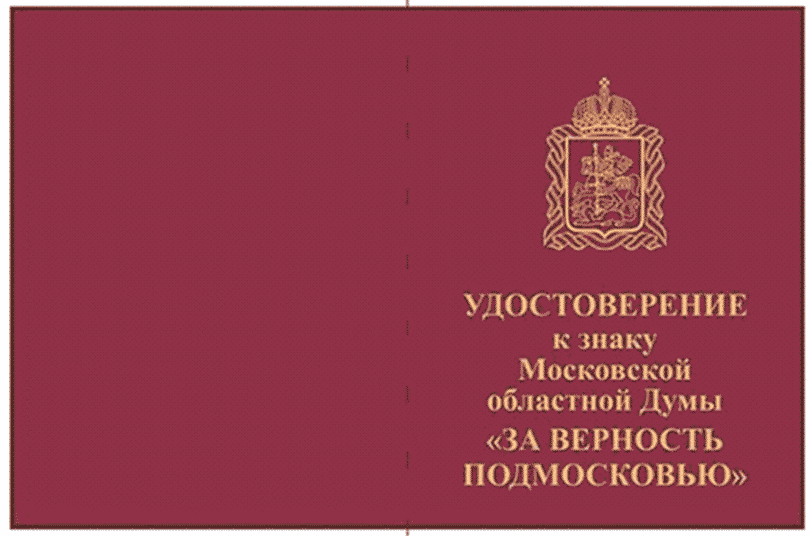 УДОСТОВЕРЕНИЕ
к знаку
Московской
областной Думы
«ЗА ВЕРНОСТЬ
ПОДМОСКОВЬЮ»